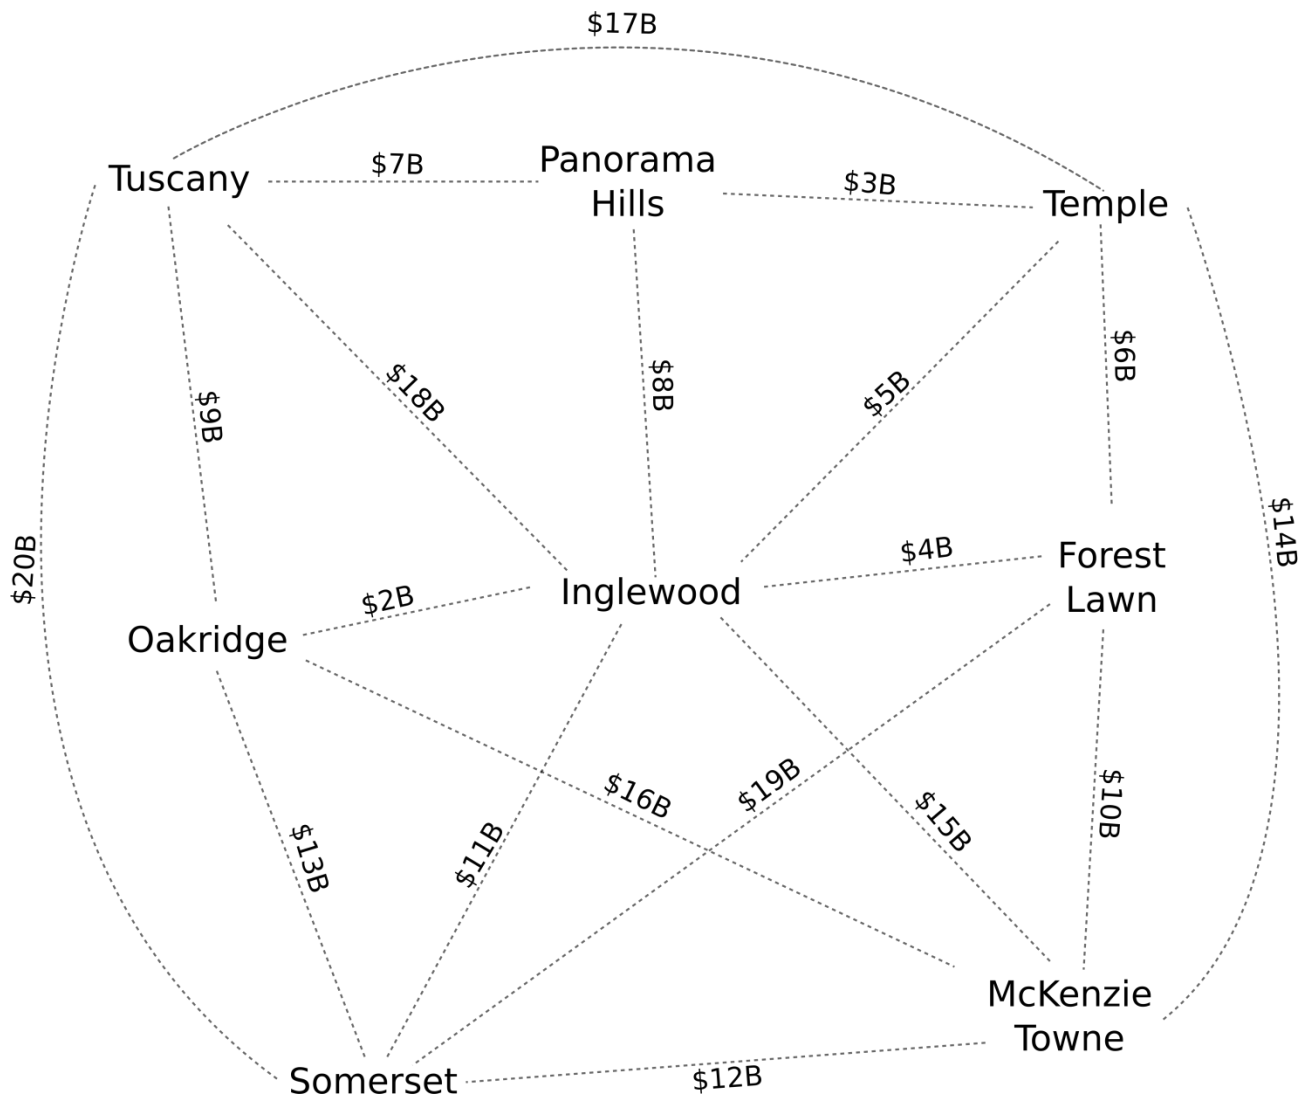 $17B
Tuscany
$7B
Panorama
Hills
$3B
Temple
$9B
$18B
$8B
$5B
$6B
$20B
$14B
Oakridge
$2B
Inglewood
$4B
Forest
Lawn
$13B
$11B
$16B
$19B
$15B
$10B
McKenzie
Towne
Somerset
$12B